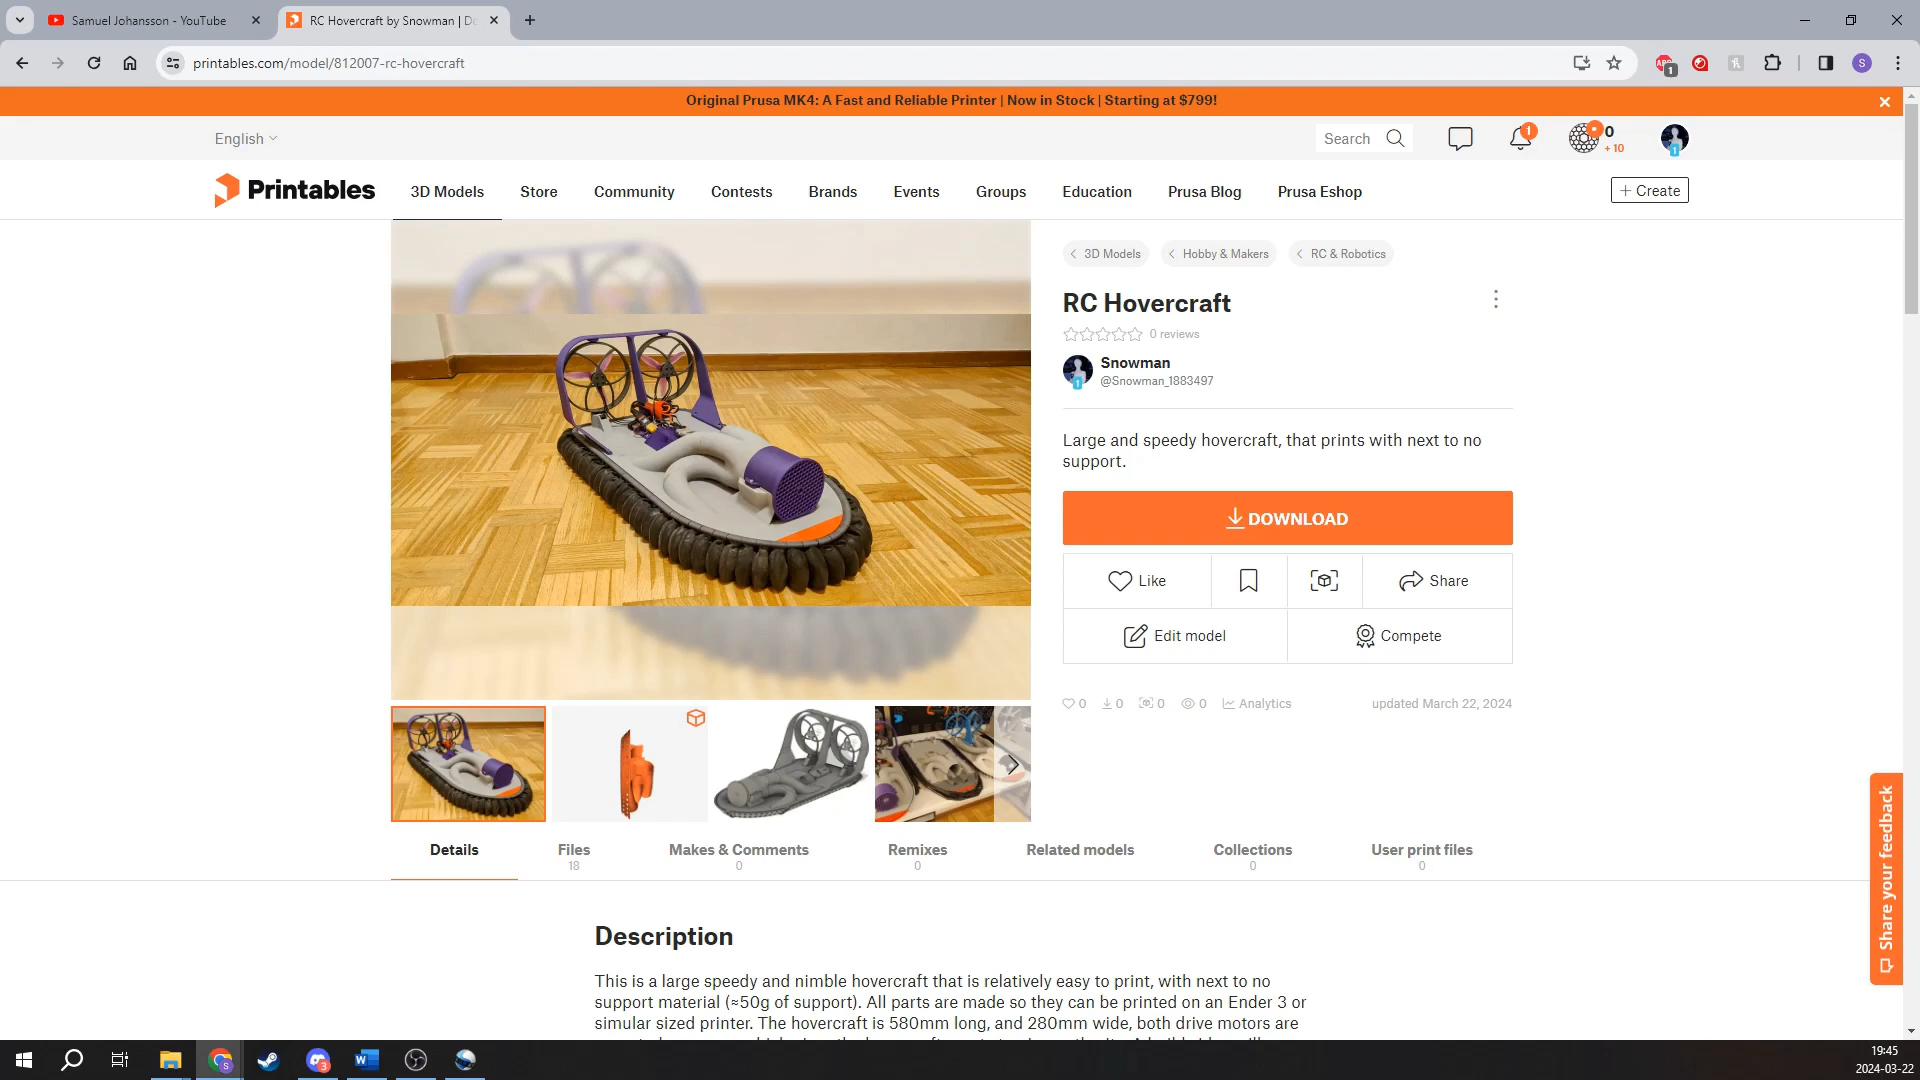 Samuel Johansson - YouTube
RC Hovercraft by Snowman | Do
printables.com/model/812007-rc-hovercraft
ABP
1
S
Original Prusa MK4: A Fast and Reliable Printer | Now in Stock | Starting at $799!
English
Search
1
0
+ 10
1
Printables
3D Models
Store
Community
Contests
Brands
Events
Groups
Education
Prusa Blog
Prusa Eshop
+ Create
3D Models
Hobby & Makers
RC & Robotics
RC Hovercraft
0 reviews
Snowman
1
@Snowman_1883497
Large and speedy hovercraft, that prints with next to no
support.
DOWNLOAD
Like
Share
Edit model
Compete
0
0
0
0
Analytics
updated March 22, 2024
Details
Files
18
Makes & Comments
0
Remixes
0
Related models
Collections
0
User print files
0
Share your feedback
Description
This is a large speedy and nimble hovercraft that is relatively easy to print, with next to no
support material (≈50g of support). All parts are made so they can be printed on an Ender 3 or
simular sized printer. The hovercraft is 580mm long, and 280mm wide, both drive motors are
S
3
W
19:45
2024-03-22